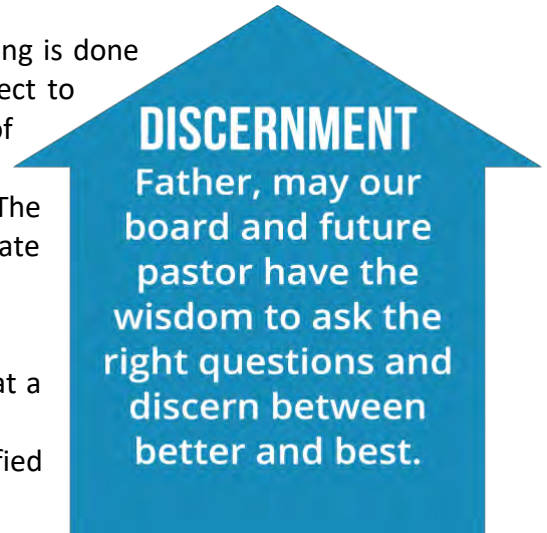 ng is done
ect to
of
The
ate
at a
fied
DISCERNMENT
Father, may our
board and future
pastor have the
wisdom to ask the
right questions and
discern between
better and best.